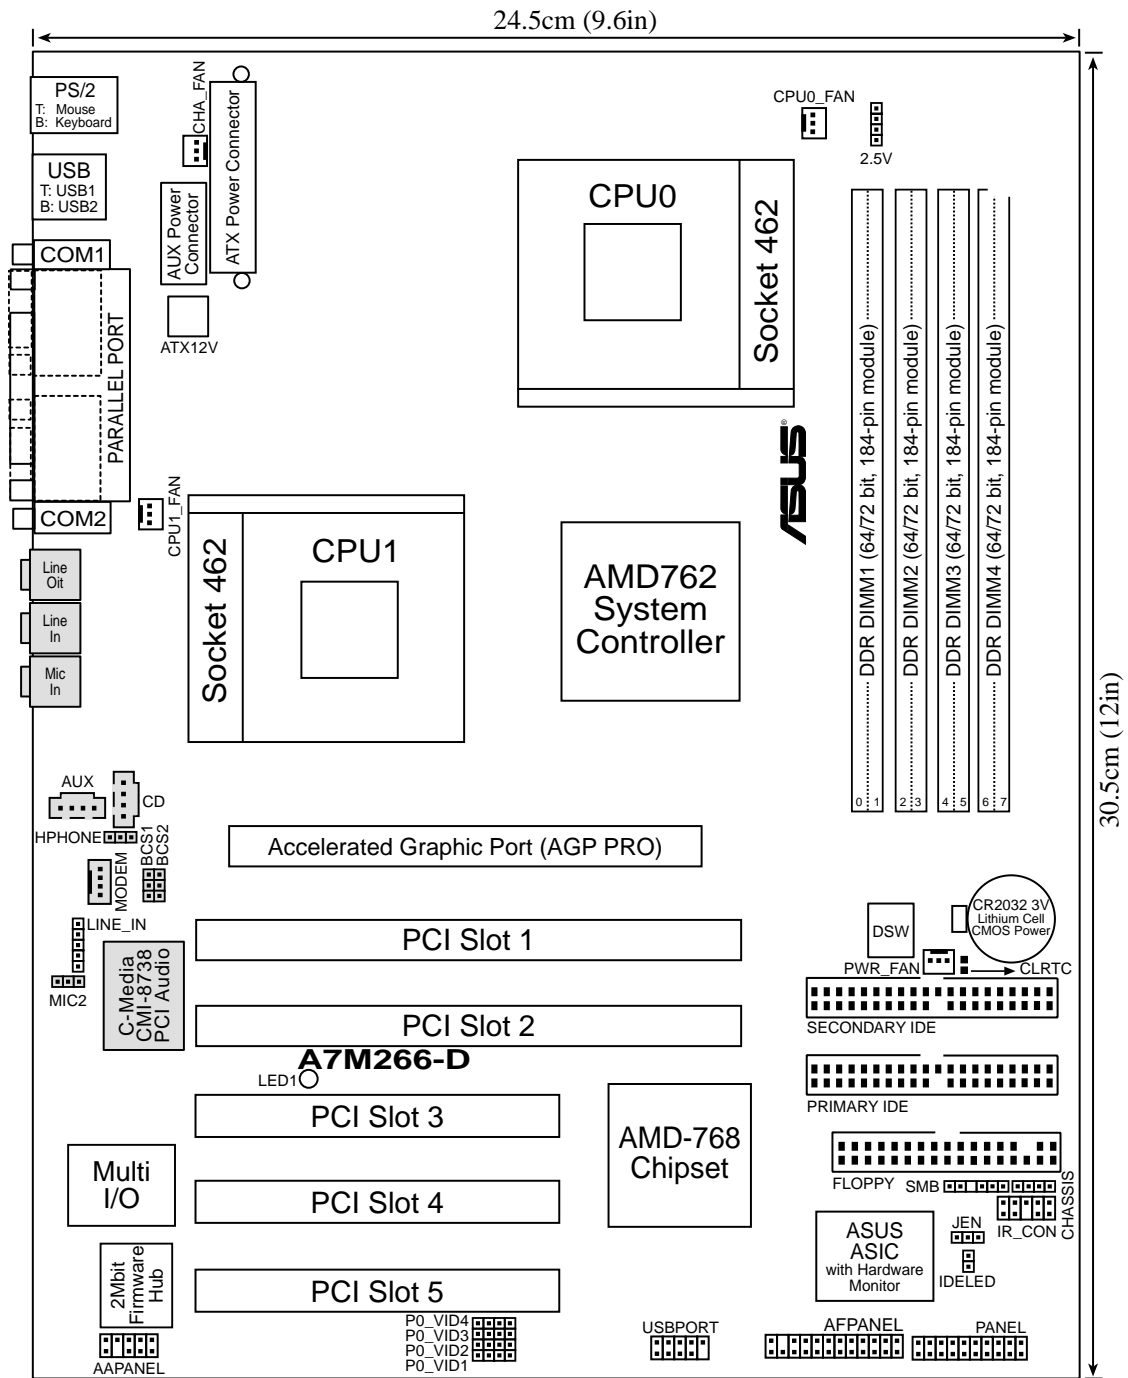 24.5cm (9.6in)
PS/2
T: Mouse
B: Keyboard
CHA_FAN
ATX Power Connector
CPU0_FAN
2.5V
USB
T: USB1
B: USB2
AUX Power
Connector
CPU0
Socket 462
COM1
ATX12V
PARALLEL PORT
COM2
CPU1_FAN
ASUS®
DDR DIMM1 (64/72 bit, 184-pin module)
DDR DIMM2 (64/72 bit, 184-pin module)
DDR DIMM3 (64/72 bit, 184-pin module)
DDR DIMM4 (64/72 bit, 184-pin module)
0 1
2 3
4 5
6 7
30.5cm (12in)
CPU1
Socket 462
AMD762
System
Controller
Line
Oit
Line
In
Mic
In
AUX
CD
HPHONE
BCS1
BCS2
MODEM
Accelerated Graphic Port (AGP PRO)
LINE_IN
MIC2
C-Media
CMI-8738
PCI Audio
PCI Slot 1
DSW
CR2032 3V
Lithium Cell
CMOS Power
PWR_FAN
CLRTC
SECONDARY IDE
PCI Slot 2
A7M266-D
LED1
PRIMARY IDE
PCI Slot 3
AMD-768
Chipset
FLOPPY
SMB
CHASSIS
IR_CON
Multi
I/O
PCI Slot 4
ASUS
ASIC
with Hardware
Monitor
JEN
IDELED
2Mbit
Firmware
Hub
PCI Slot 5
P0_VID4
P0_VID3
P0_VID2
P0_VID1
AAPANEL
USBPORT
AFPANEL
PANEL